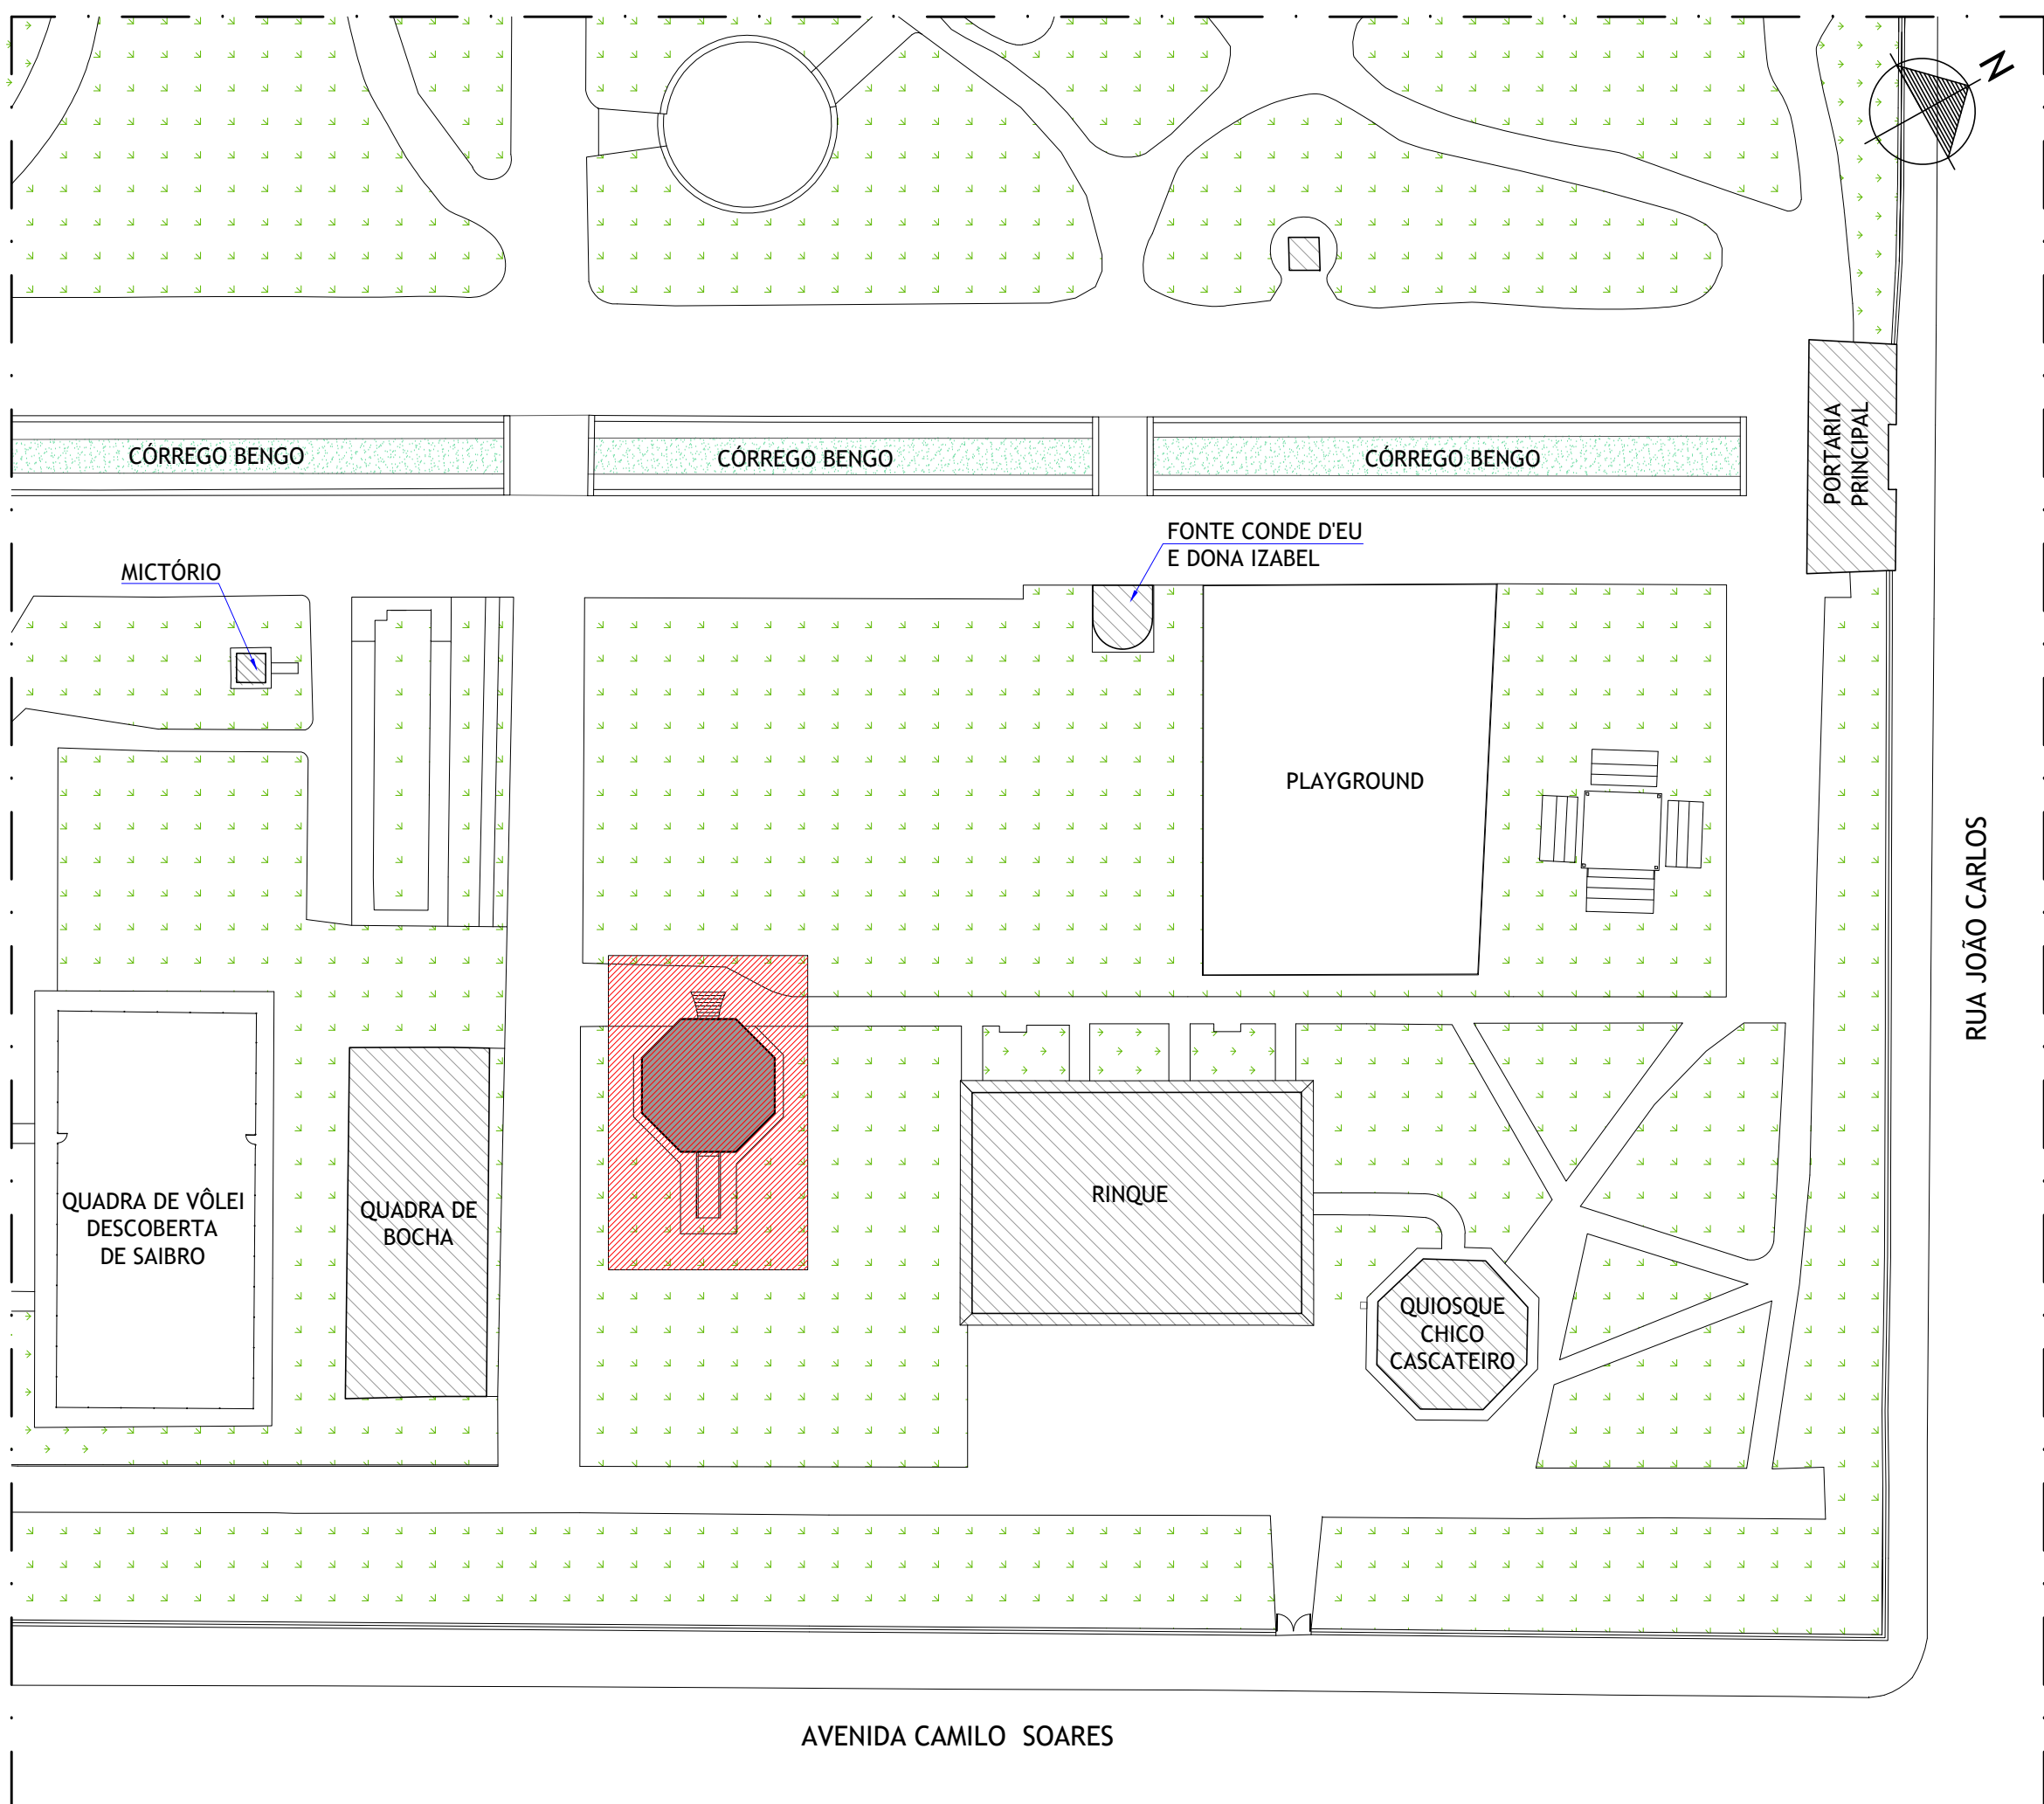 N
CÓRREGO BENGO
CÓRREGO BENGO
CÓRREGO BENGO
PORTARIA
PRINCIPAL
FONTE CONDE D'EU
E DONA IZABEL
MICTÓRIO
PLAYGROUND
RUA JOÃO CARLOS
QUADRA DE VÔLEI
DESCOBERTA
DE SAIBRO
QUADRA DE
BOCHA
RINQUE
QUIOSQUE
CHICO
CASCATEIRO
AVENIDA CAMILO  SOARES